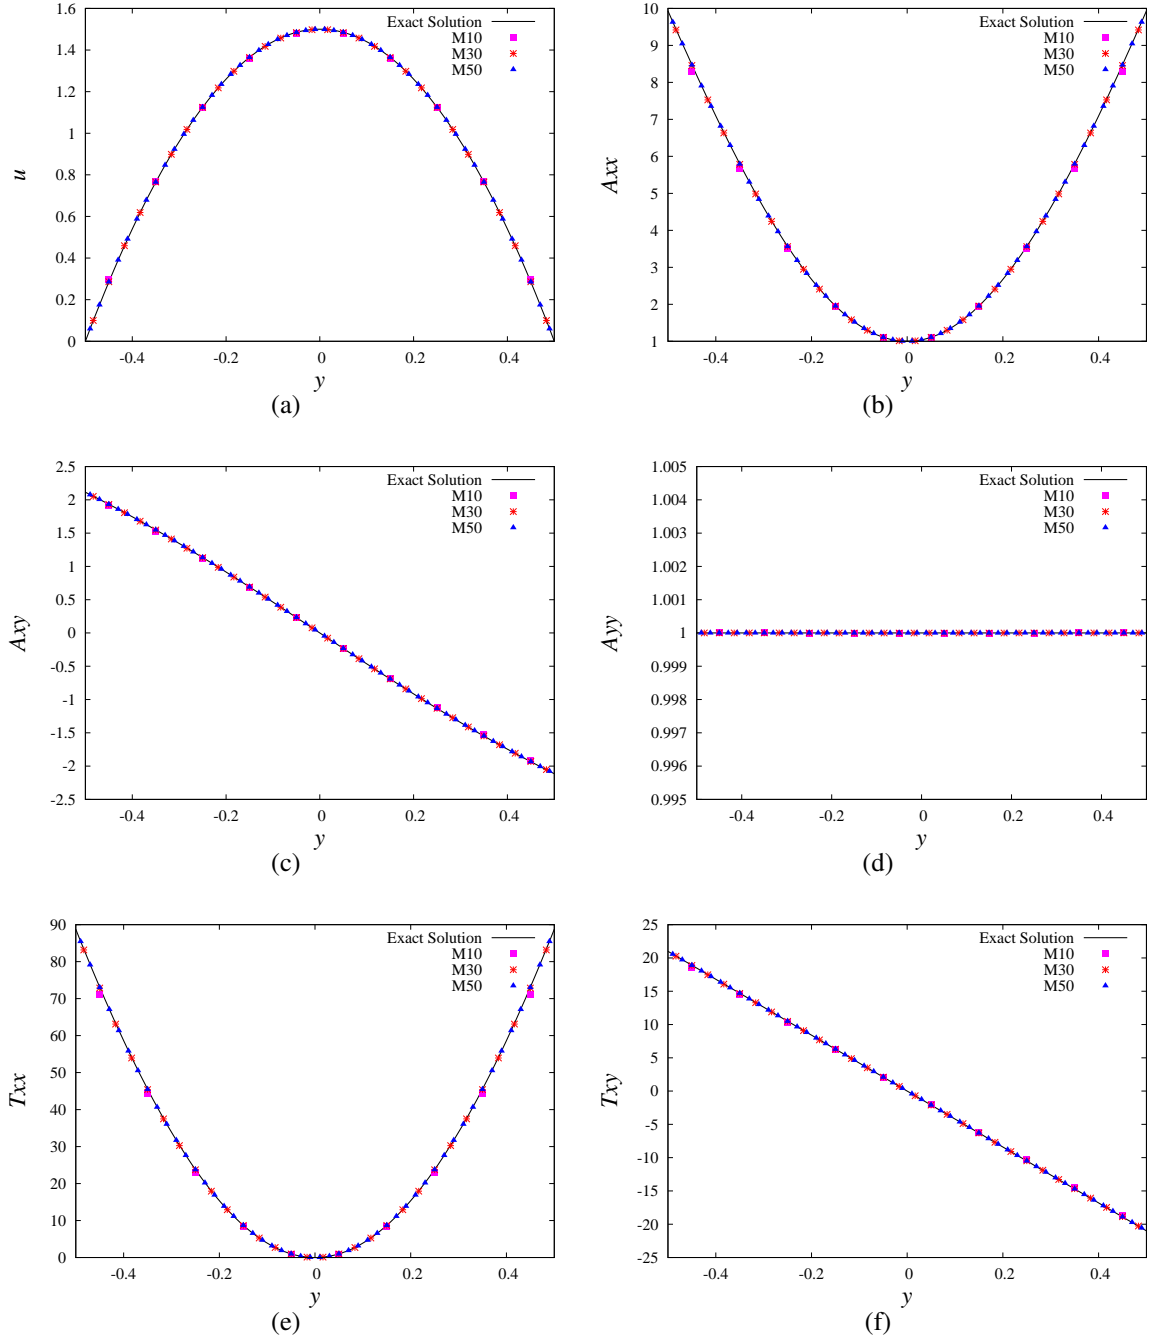 1.6
1.4
1.2
1
0.8
0.6
0.4
0.2
0
-0.4
-0.2
0
0.2
0.4
u
y
Exact Solution
M10
M30
M50
(a)
10
9
8
7
6
5
4
3
2
1
-0.4
-0.2
0
0.2
0.4
Axx
y
Exact Solution
M10
M30
M50
(b)
2.5
2
1.5
1
0.5
0
-0.5
-1
-1.5
-2
-2.5
-0.4
-0.2
0
0.2
0.4
Axy
y
Exact Solution
M10
M30
M50
(c)
1.005
1.004
1.003
1.002
1.001
1
0.999
0.998
0.997
0.996
0.995
-0.4
-0.2
0
0.2
0.4
Ayy
y
Exact Solution
M10
M30
M50
(d)
90
80
70
60
50
40
30
20
10
0
-0.4
-0.2
0
0.2
0.4
Txx
y
Exact Solution
M10
M30
M50
(e)
25
20
15
10
5
0
-5
-10
-15
-20
-25
-0.4
-0.2
0
0.2
0.4
Txy
y
Exact Solution
M10
M30
M50
(f)